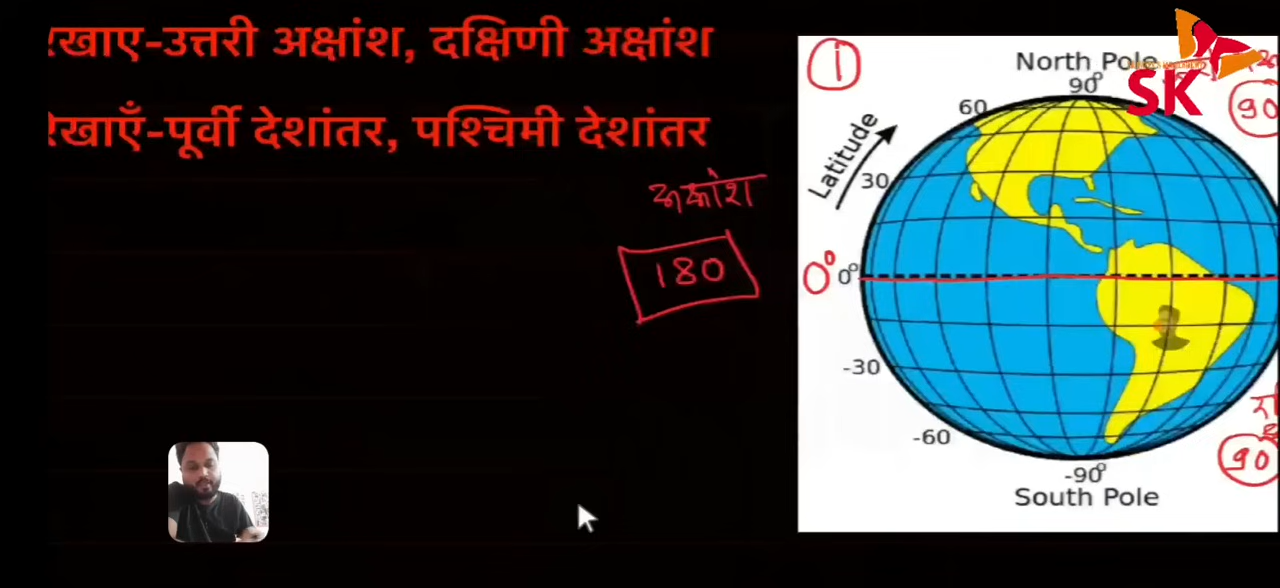 रेखाए-उत्तरी अक्षांश, दक्षिणी अक्षांश
रेखाएँ-पूर्वी देशांतर, पश्चिमी देशांतर
अक्षांश
180
1
North Pole
90°
SK
90
60
Latitude
30
0° 0°
-30
-60
90
-90°
South Pole